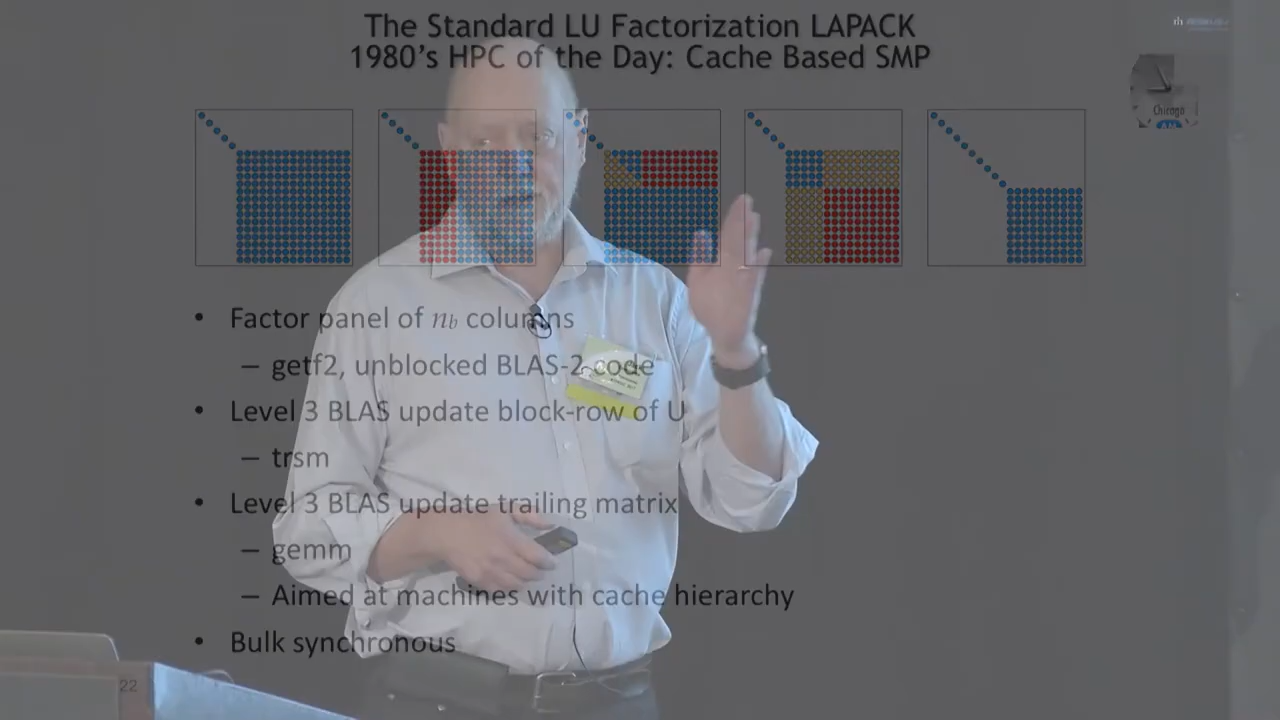 The Standard LU Factorization LAPACK
1980's HPC of the Day: Cache Based SMP
Chicago
• Factor panel of nb columns
– getf2, unblocked BLAS-2 code
• Level 3 BLAS update block-row of U
– trsm
• Level 3 BLAS update trailing matrix
– gemm
– Aimed at machines with cache hierarchy
• Bulk synchronous
22